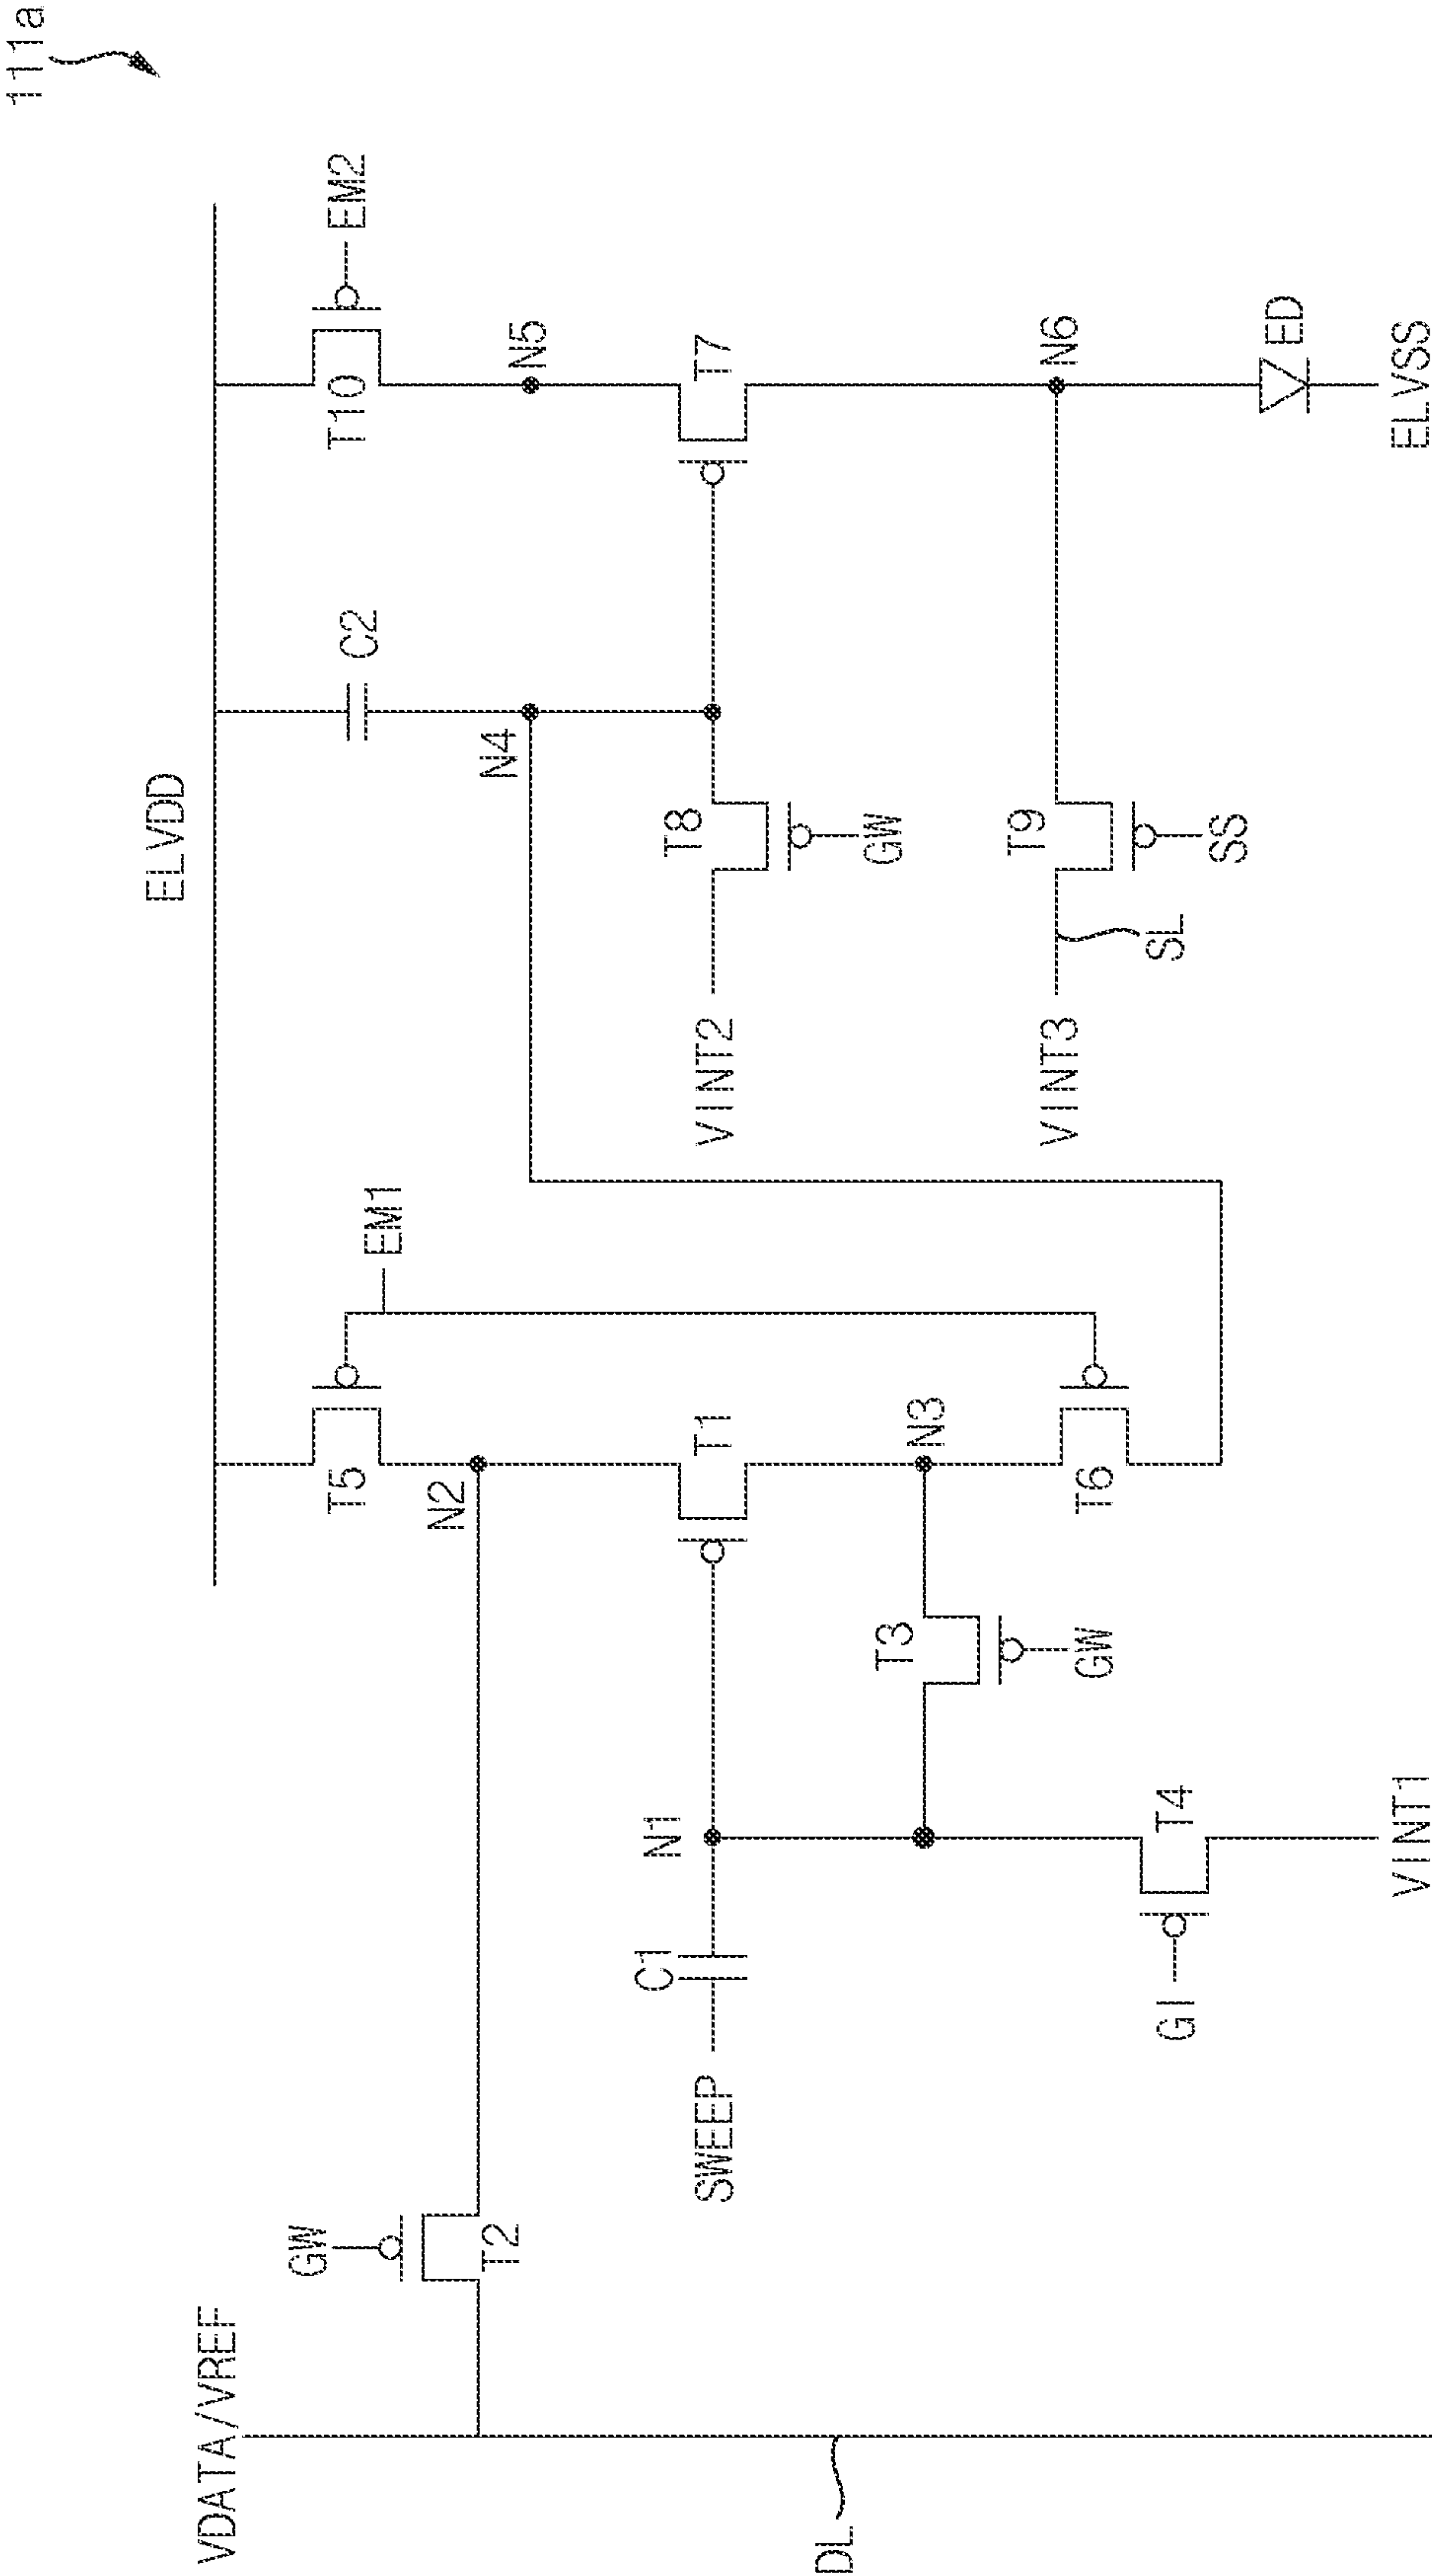 111a
ELVDD
VDATA/VREF
GW
T5
T10
EM2
C2
EM1
N2
T2
N4
N5
C1
N1
T8
SWEEP
T1
VINT2
T7
DL
GW
T3
N3
T9
VINT3
N6
GW
T6
SL
GI
T4
SS
ED
VINT1
ELVSS